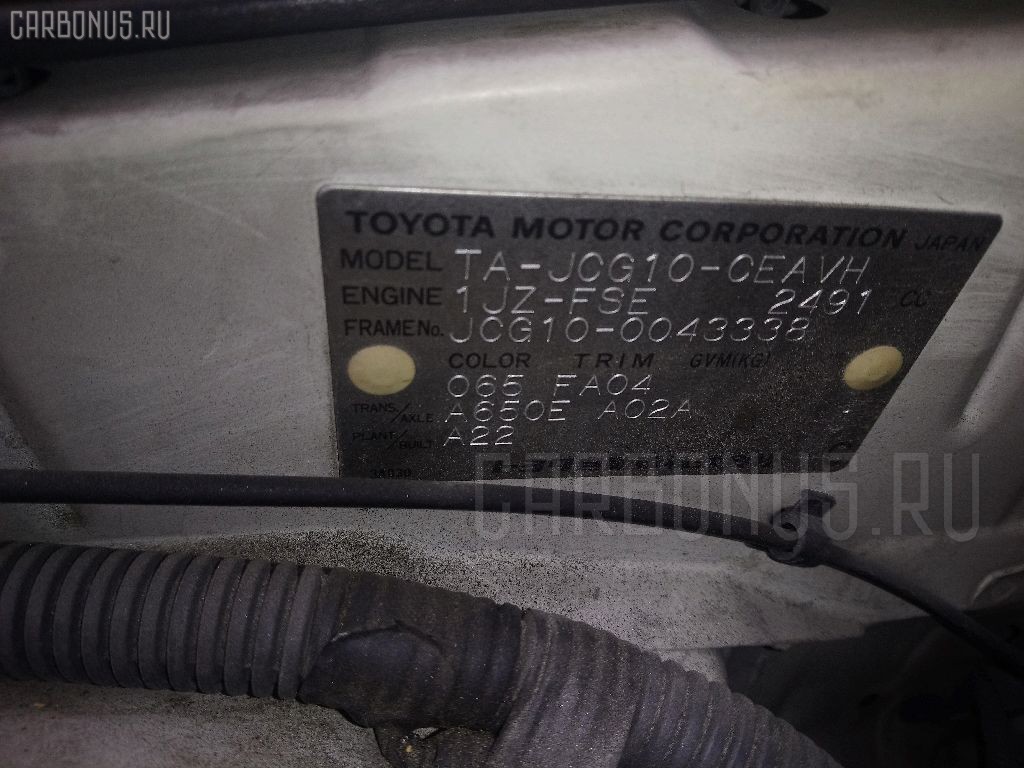 CARBONUS.RU
TOYOTA MOTOR CORPORATION JAPAN
MODEL TA-JCG10-CEAVH
ENGINE 1JZ-FSE 2491 CC
FRAME No. JCG10-0043338
COLOR TRIM GVM(KG)
065 FA04
TRANS./AXLE A650E A02A
PLANT/BUILT A22
CARBONUS.RU